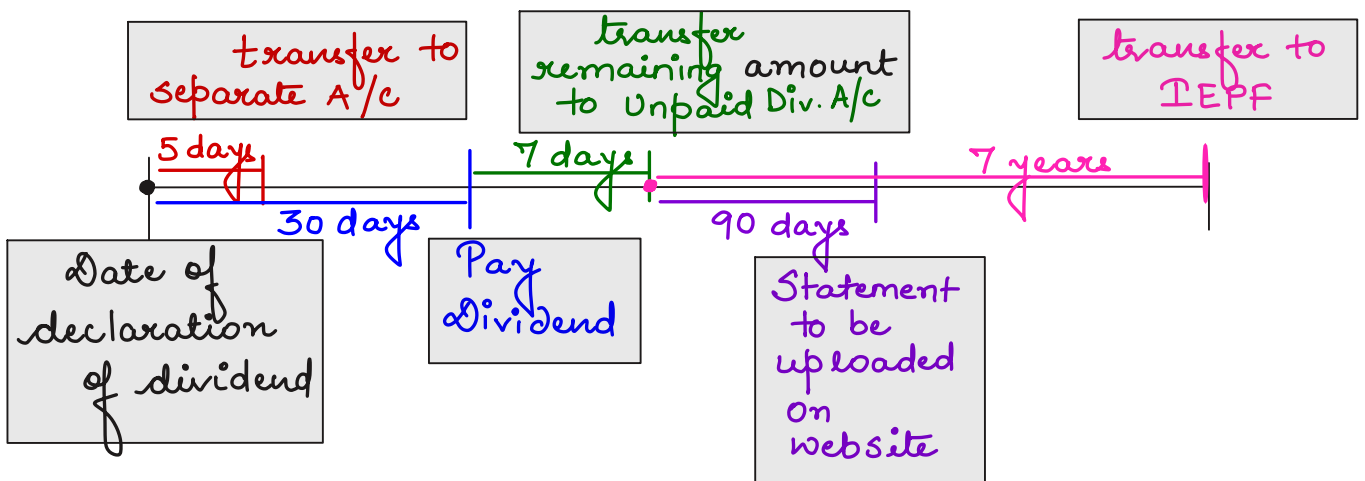 transfer to
separate A/C
transfer
remaining amount
to Unpaid Div. A/C
transfer to
IEPF
5 days
7 days
7 years
30 days
90 days
Date of
declaration
of dividend
Pay
Dividend
Statement
to be
uploaded
on
website